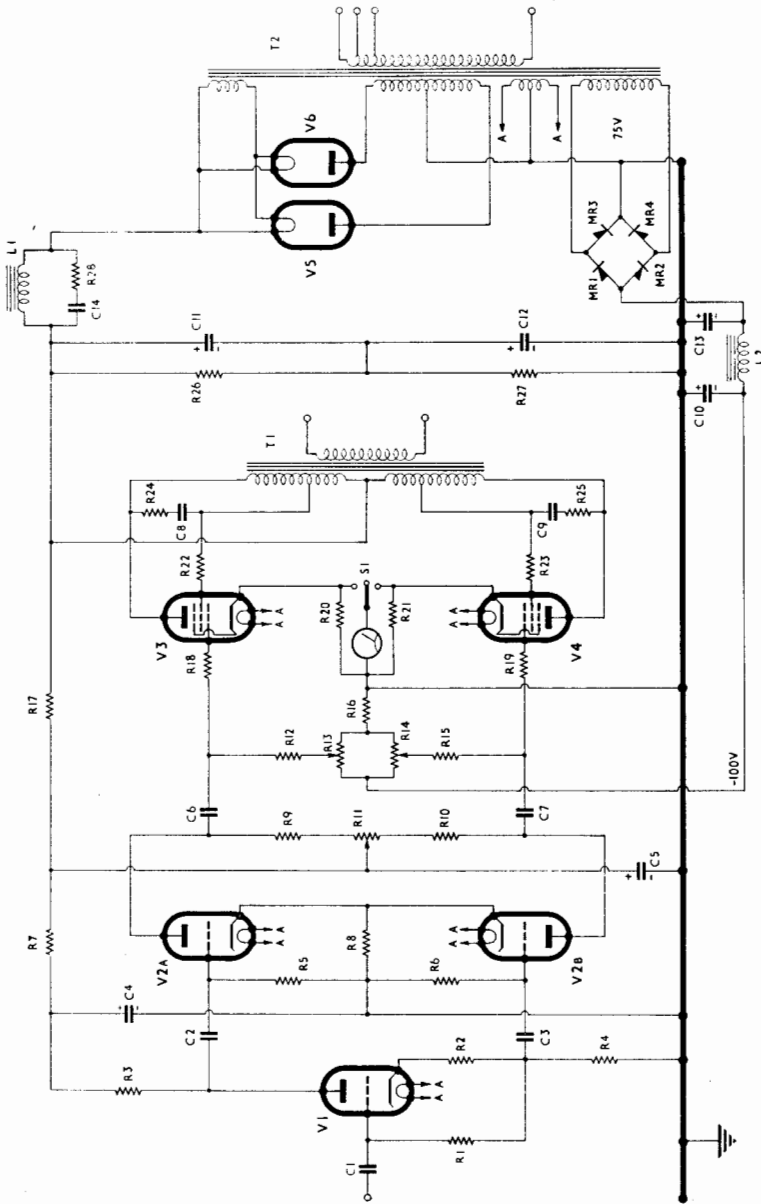 T2
L1
R28
C14
V6
V5
A
A
75V
MR3
MR4
MR1
MR2
C11
+
-
C12
+
-
R26
R27
C13
+
-
C10
+
-
L2
T1
R24
C8
R22
R25
C9
R23
V3
V4
A
A
A
A
S1
R20
R21
R18
R19
R17
R16
R13
R14
R12
R15
-100V
C6
C7
R9
R11
R10
C5
+
-
R7
V2A
V2B
A
A
A
A
R8
R5
R6
C4
+
-
C2
C3
R3
R2
R4
V1
A
A
R1
C1